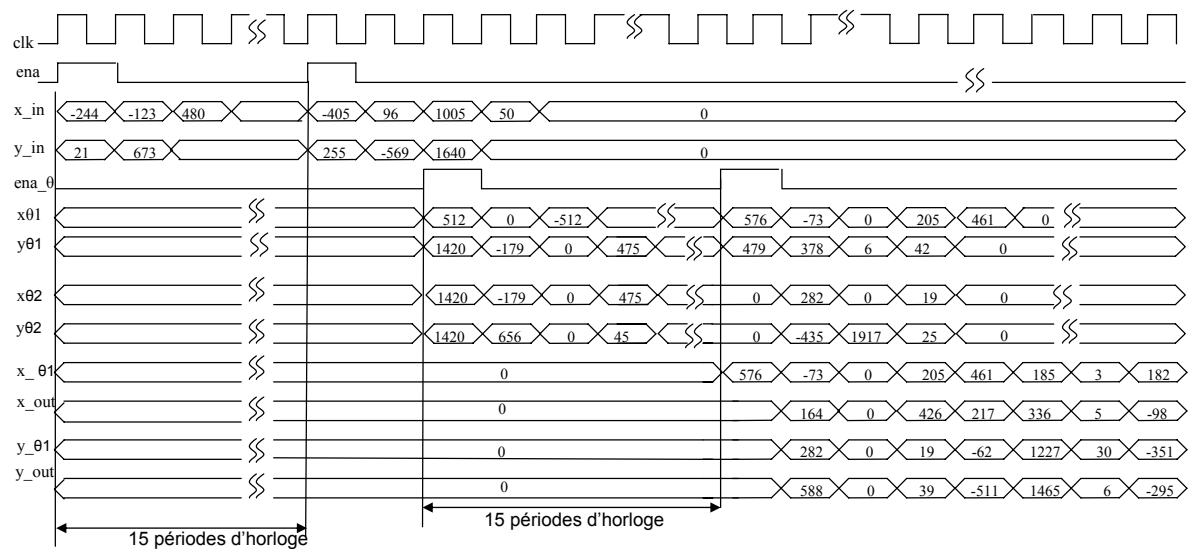 clk
ena
x_in -244 -123 480 -405 96 1005 50 0
y_in 21 673 255 -569 1640 0
ena_θ
xθ1 512 0 -512 576 -73 0 205 461 0
yθ1 1420 -179 0 475 479 378 6 42 0
xθ2 1420 -179 0 475 0 282 0 19 0
yθ2 1420 656 0 45 0 -435 1917 25 0
x_ θ1 0 576 -73 0 205 461 185 3 182
x_out 0 164 0 426 217 336 5 -98
y_θ1 0 282 0 19 -62 1227 30 -351
y_out 0 588 0 39 -511 1465 6 -295
15 périodes d'horloge
15 périodes d'horloge